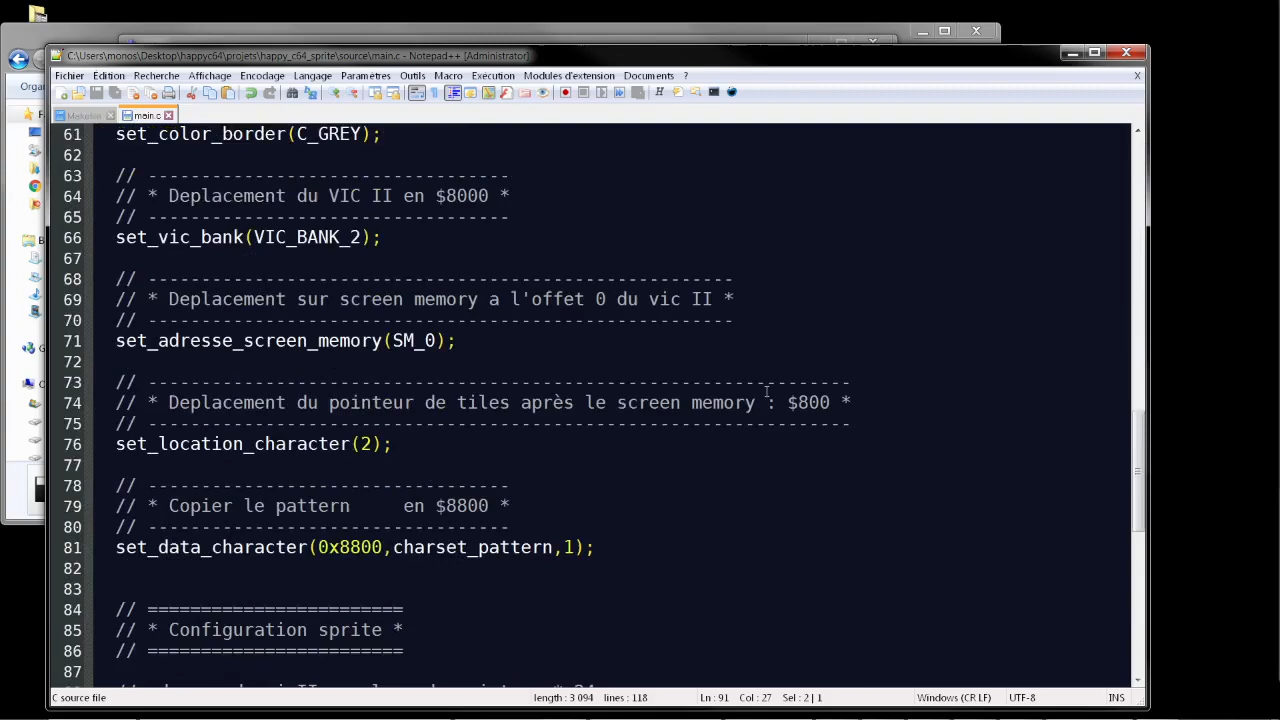 C:\Users\monos\Desktop\happyc64\projets\happy_c64_sprite\source\main.c - Notepad++ [Administrator]
Fichier Edition Recherche Affichage Encodage Langage Paramètres Outils Macro Exécution Modules d'extension Documents ? X
Organ
Makefile main.c
61 set_color_border(C_GREY);
62
63 // ----------------------------------
64 // * Deplacement du VIC II en $8000 *
65 // ----------------------------------
66 set_vic_bank(VIC_BANK_2);
67
68 // -------------------------------------------------------
69 // * Deplacement sur screen memory a l'offet 0 du vic II *
70 // -------------------------------------------------------
71 set_adresse_screen_memory(SM_0);
72
73 // ------------------------------------------------------------------
74 // * Deplacement du pointeur de tiles après le screen memory : $800 *
75 // ------------------------------------------------------------------
76 set_location_character(2);
77
78 // ----------------------------------
79 // * Copier le pattern     en $8800 *
80 // ----------------------------------
81 set_data_character(0x8800,charset_pattern,1);
82
83
84 // ========================
85 // * Configuration sprite *
86 // ========================
87
C source file length : 3 094 lines : 118 Ln : 91 Col : 27 Sel : 2 | 1 Windows (CR LF) UTF-8 INS